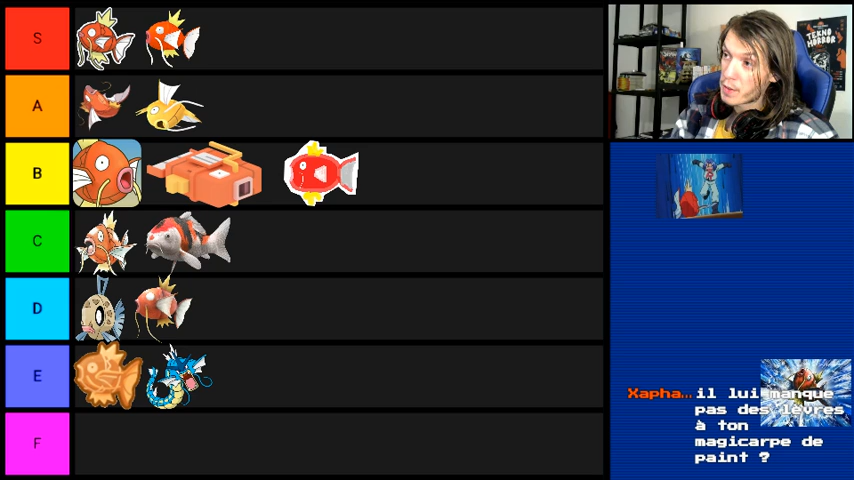 S
A
B
C
D
E
F
TEKNO
HORROR
Xapha... il lui manque
pas des lèvres
à ton
magicarpe de
paint ?